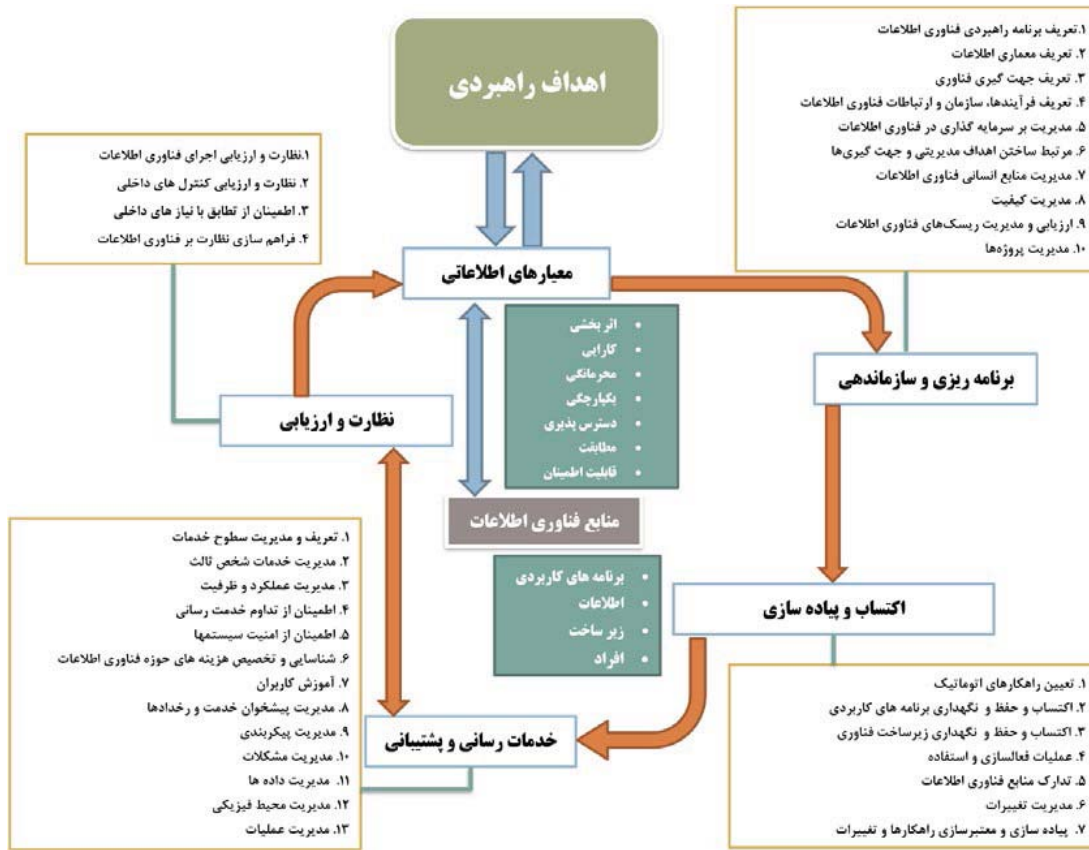 اهداف راهبردی
۱.تعریف برنامه راهبردی فناوری اطلاعات
۲. تعریف معماری اطلاعات
۳. تعریف جهت گیری فناوری
۴. تعریف فرآیندها، سازمان و ارتباطات فناوری اطلاعات
۵. مدیریت بر سرمایه گذاری در فناوری اطلاعات
۶. مرتبط ساختن اهداف مدیریتی و جهت گیری‌ها
۷. مدیریت منابع انسانی فناوری اطلاعات
۸. مدیریت کیفیت
۹. ارزیابی و مدیریت ریسک‌های فناوری اطلاعات
۱۰. مدیریت پروژه‌ها
۱.نظارت و ارزیابی اجرای فناوری اطلاعات
۲. نظارت و ارزیابی کنترل های داخلی
۳. اطمینان از تطابق با نیاز های داخلی
۴. فراهم سازی نظارت بر فناوری اطلاعات
معیارهای اطلاعاتی
• اثر بخشی
• کارایی
• محرمانگی
• یکپارچگی
• دسترس پذیری
• مطابقت
• قابلیت اطمینان
برنامه ریزی و سازماندهی
نظارت و ارزیابی
منابع فناوری اطلاعات
• برنامه های کاربردی
• اطلاعات
• زیر ساخت
• افراد
اکتساب و پیاده سازی
۱. تعیین راهکارهای اتوماتیک
۲. اکتساب و حفظ و نگهداری برنامه های کاربردی
۳. اکتساب و حفظ و نگهداری زیرساخت فناوری
۴. عملیات فعالسازی و استفاده
۵. تدارک منابع فناوری اطلاعات
۶. مدیریت تغییرات
۷. پیاده سازی و معتبرسازی راهکارها و تغییرات
خدمات رسانی و پشتیبانی
۱. تعریف و مدیریت سطوح خدمات
۲. مدیریت خدمات شخص ثالث
۳. مدیریت عملکرد و ظرفیت
۴. اطمینان از تداوم خدمت رسانی
۵. اطمینان از امنیت سیستمها
۶. شناسایی و تخصیص هزینه های حوزه فناوری اطلاعات
۷. آموزش کاربران
۸. مدیریت پیشخوان خدمت و رخدادها
۹. مدیریت پیکربندی
۱۰. مدیریت مشکلات
۱۱. مدیریت داده ها
۱۲. مدیریت محیط فیزیکی
۱۳. مدیریت عملیات